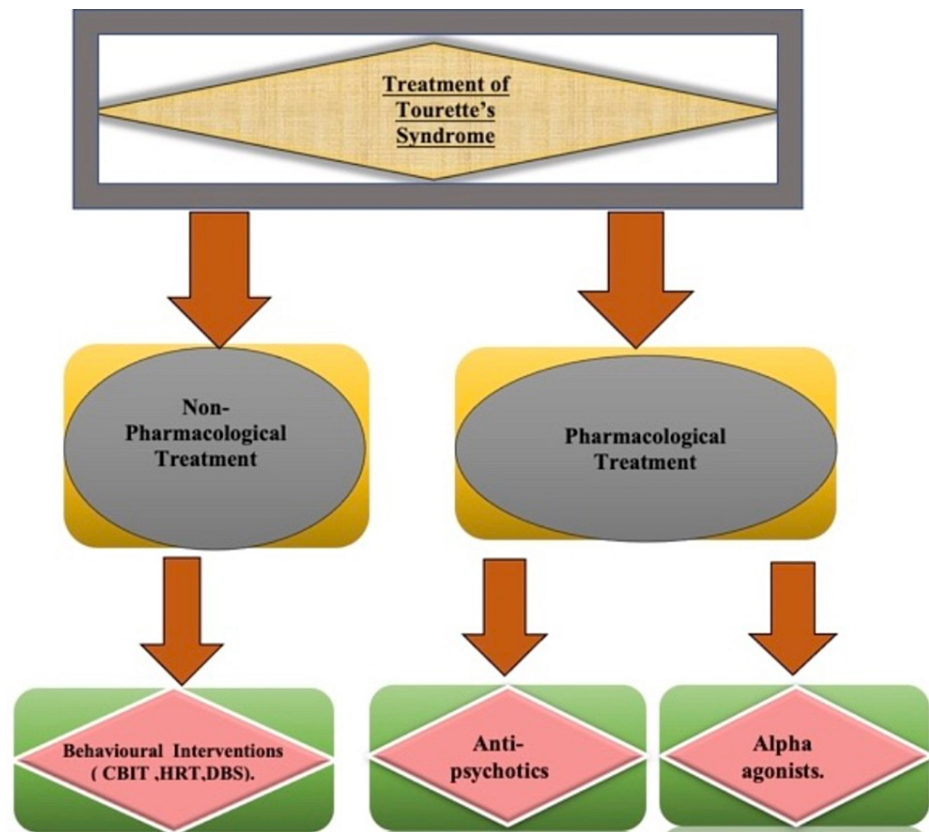 Treatment of
Tourette’s
Syndrome
Non-
Pharmacological
Treatment
Pharmacological
Treatment
Behavioural Interventions
( CBIT ,HRT,DBS).
Anti-
psychotics
Alpha
agonists.